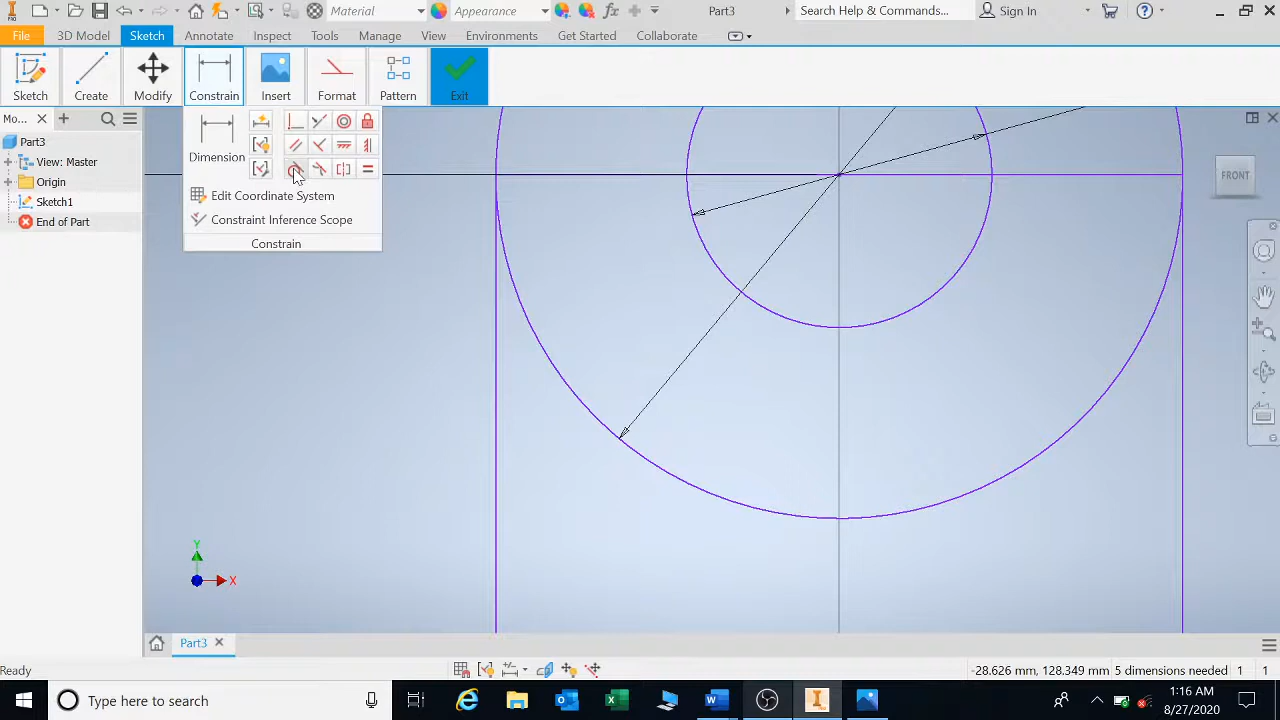 Material
Appearance
Part3
Search Help & Commands...
Sign In
File
3D Model
Sketch
Annotate
Inspect
Tools
Manage
View
Environments
Get Started
Collaborate
Sketch
Create
Modify
Constrain
Insert
Format
Pattern
Exit
Mo...
Part3
View: Master
Origin
Sketch1
End of Part
Dimension
Edit Coordinate System
Constraint Inference Scope
Constrain
FRONT
Y
X
Part3
Ready
-28.626 mm, 128.349 mm 5 dimensions needed 1 1
Type here to search
1:16 AM
8/27/2020